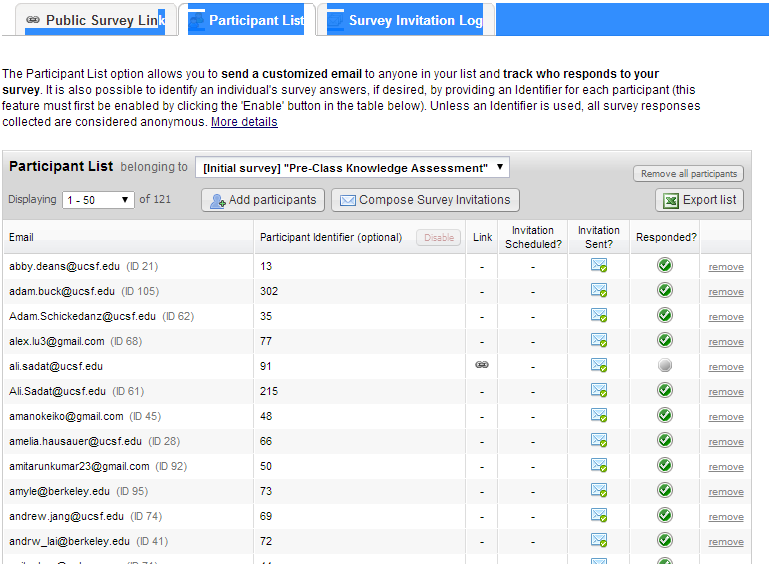 Public Survey Link Participant List Survey Invitation Log
The Participant List option allows you to send a customized email to anyone in your list and track who responds to your
survey. It is also possible to identify an individual's survey answers, if desired, by providing an Identifier for each participant (this
feature must first be enabled by clicking the 'Enable' button in the table below). Unless an Identifier is used, all survey responses
collected are considered anonymous. More details
Participant List belonging to [Initial survey] "Pre-Class Knowledge Assessment" Remove all participants
Displaying 1 - 50 of 121 Add participants Compose Survey Invitations Export list
Email Participant Identifier (optional) Disable Link Invitation Scheduled? Invitation Sent? Responded?
abby.deans@ucsf.edu (ID 21) 13 - - remove
adam.buck@ucsf.edu (ID 105) 302 - - remove
Adam.Schickedanz@ucsf.edu (ID 62) 35 - - remove
alex.lu3@gmail.com (ID 68) 77 - - remove
ali.sadat@ucsf.edu 91 - remove
Ali.Sadat@ucsf.edu (ID 61) 215 - - remove
amanokeiko@gmail.com (ID 45) 48 - - remove
amelia.hausauer@ucsf.edu (ID 28) 66 - - remove
amitarunkumar23@gmail.com (ID 92) 50 - - remove
amyle@berkeley.edu (ID 95) 73 - - remove
andrew.jang@ucsf.edu (ID 74) 69 - - remove
andrw_lai@berkeley.edu (ID 41) 72 - - remove